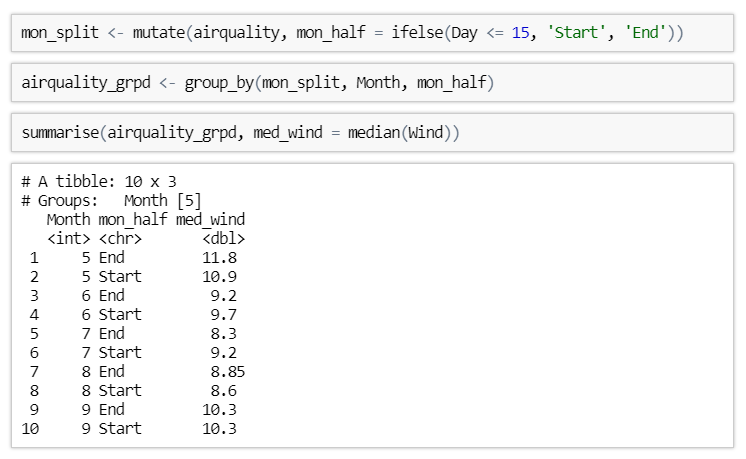 mon_split <- mutate(airquality, mon_half = ifelse(Day <= 15, 'Start', 'End'))
airquality_grpd <- group_by(mon_split, Month, mon_half)
summarise(airquality_grpd, med_wind = median(Wind))
# A tibble: 10 x 3
# Groups:   Month [5]
   Month mon_half med_wind
   <int> <chr>       <dbl>
 1     5 End         11.8
 2     5 Start       10.9
 3     6 End          9.2
 4     6 Start        9.7
 5     7 End          8.3
 6     7 Start        9.2
 7     8 End          8.85
 8     8 Start        8.6
 9     9 End         10.3
10     9 Start       10.3